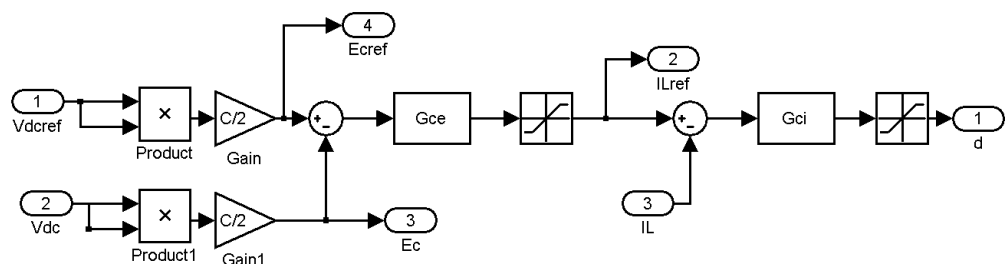 4
Ecref
1
Vdcref
×
Product
C/2
Gain
+
−
Gce
2
ILref
+
−
Gci
1
d
2
Vdc
×
Product1
C/2
Gain1
3
Ec
3
IL